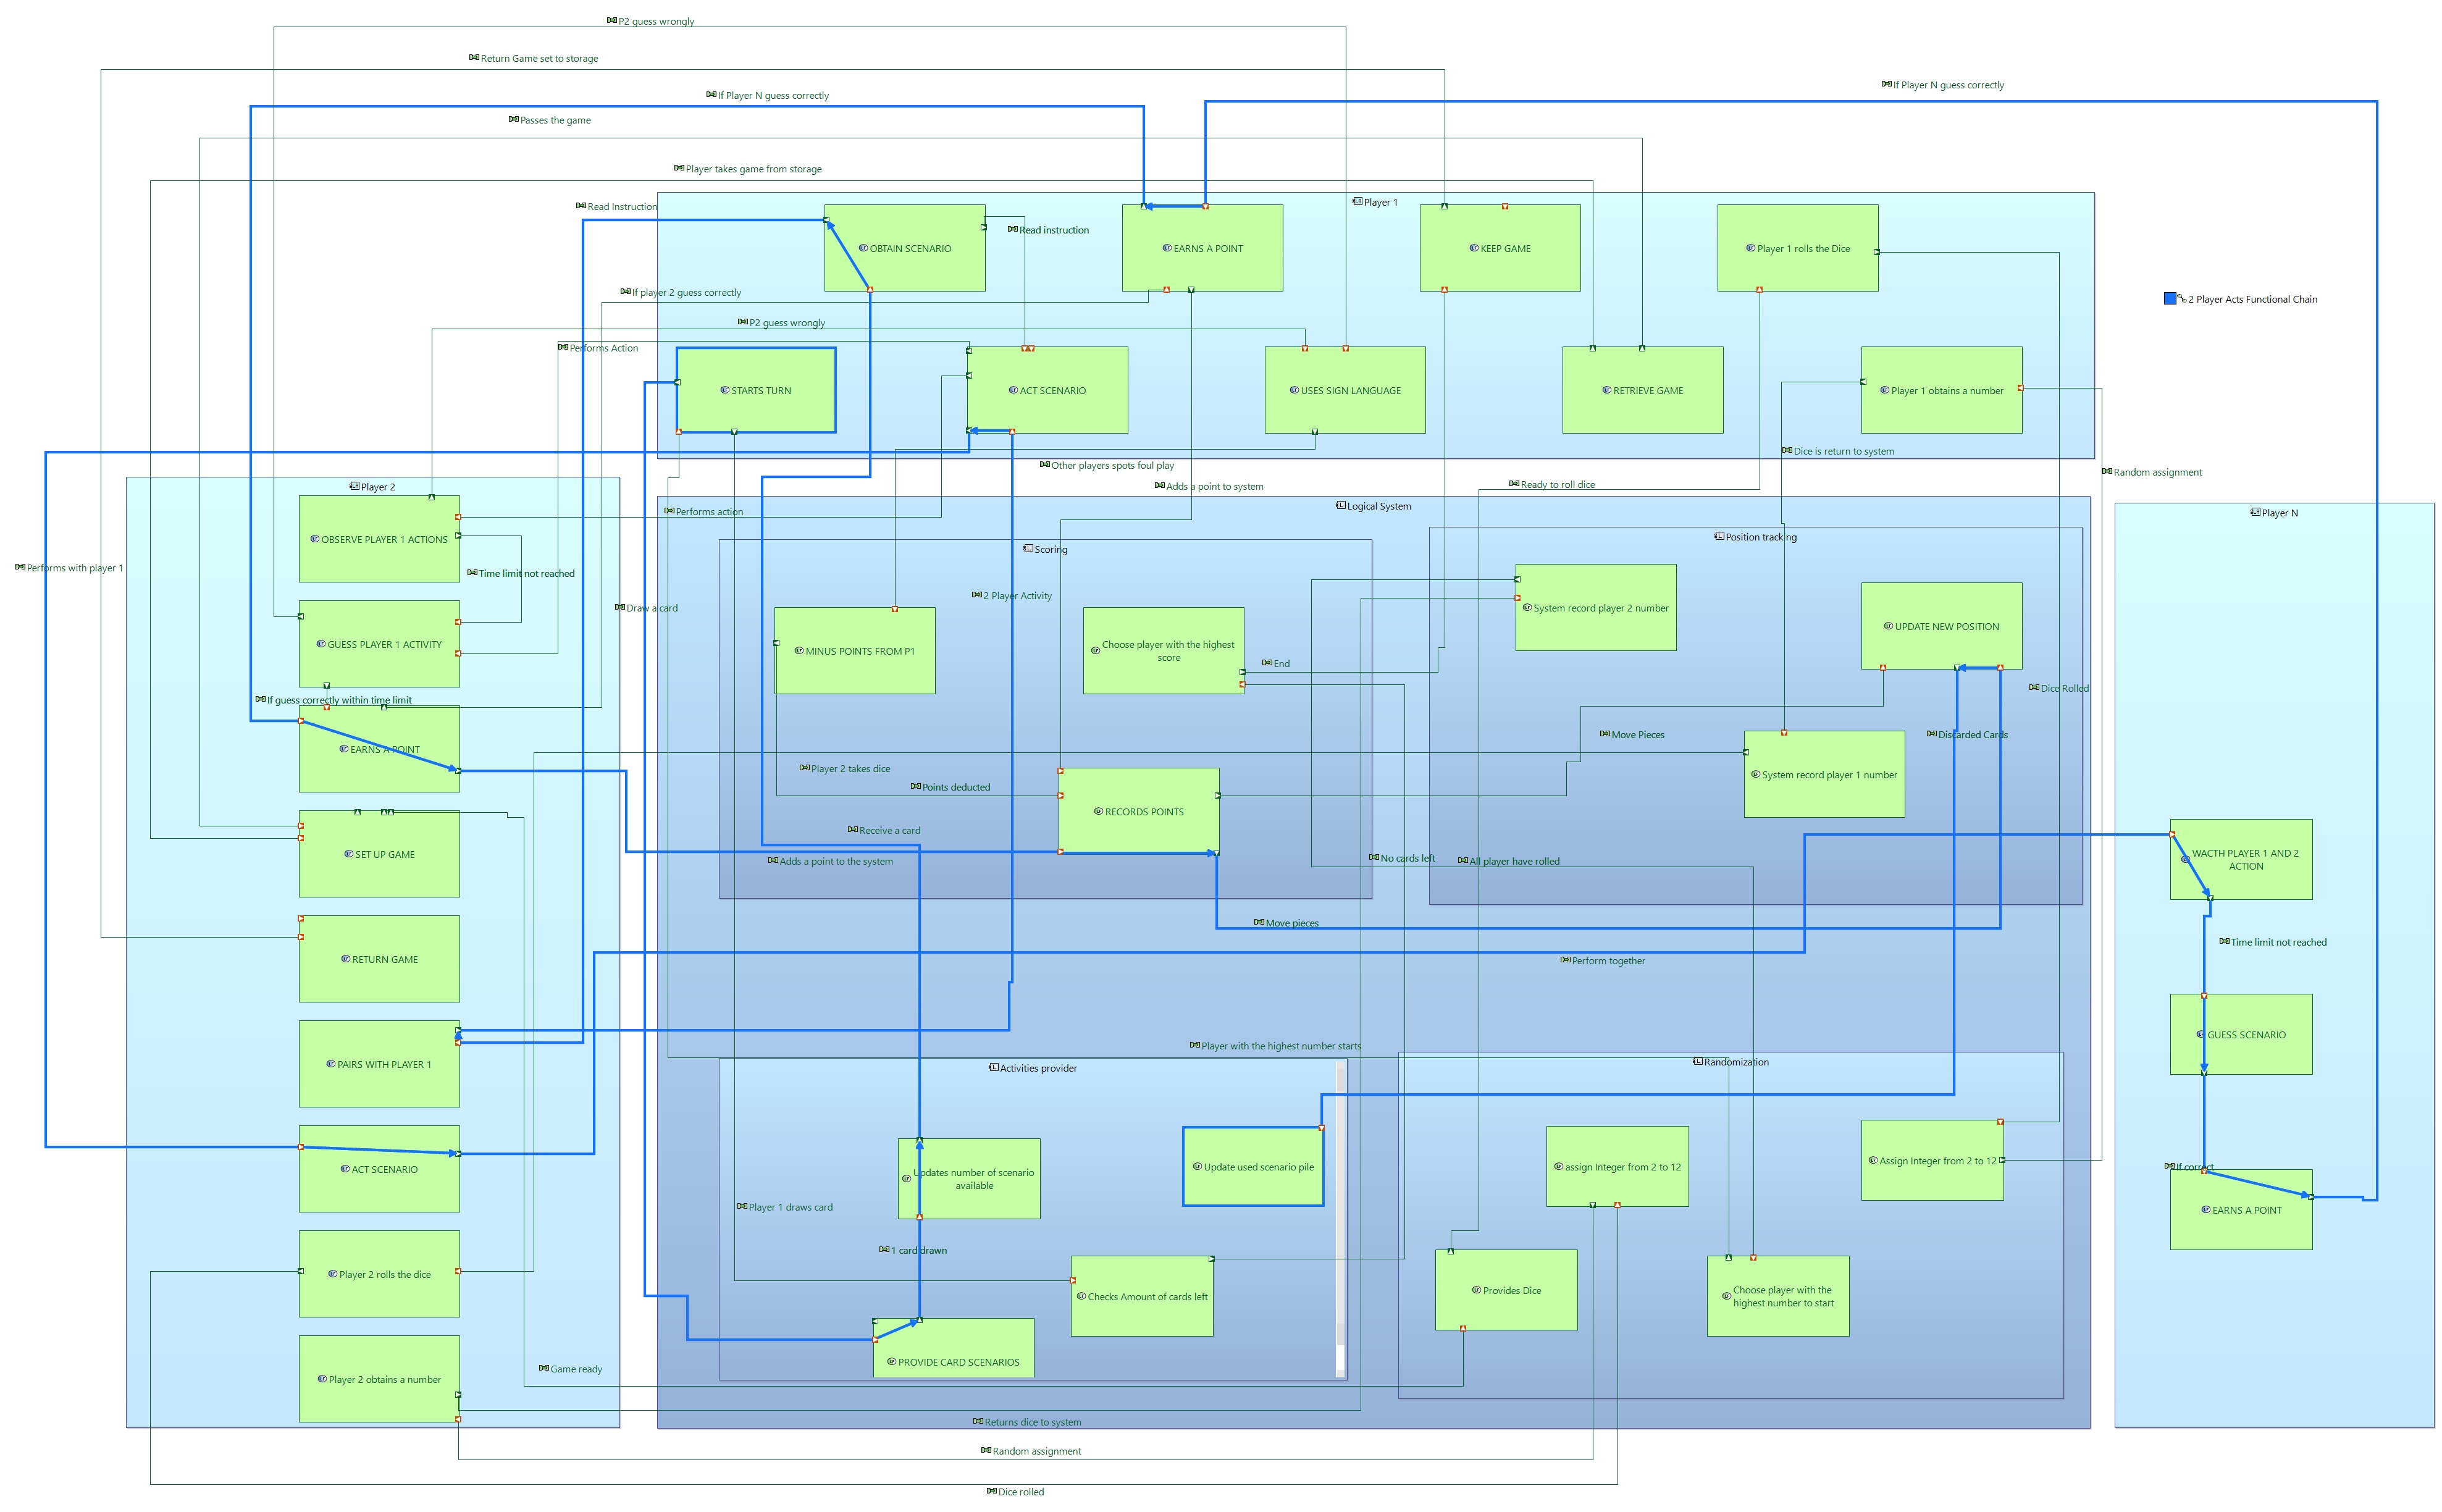 P2 guess wrongly
Return Game set to storage
If Player N guess correctly
If Player N guess correctly
Passes the game
Player takes game from storage
Read Instruction
Player 1
OBTAIN SCENARIO
Read instruction
EARNS A POINT
KEEP GAME
Player 1 rolls the Dice
If player 2 guess correctly
2 Player Acts Functional Chain
P2 guess wrongly
Performs Action
STARTS TURN
ACT SCENARIO
USES SIGN LANGUAGE
RETRIEVE GAME
Player 1 obtains a number
Dice is return to system
Other players spots foul play
Random assignment
Player 2
Adds a point to system
Ready to roll dice
Performs action
Logical System
Player N
OBSERVE PLAYER 1 ACTIONS
Scoring
Position tracking
Performs with player 1
Time limit not reached
2 Player Activity
Draw a card
System record player 2 number
UPDATE NEW POSITION
GUESS PLAYER 1 ACTIVITY
MINUS POINTS FROM P1
Choose player with the highest
score
End
Dice Rolled
If guess correctly within time limit
Move Pieces
Discarded Cards
EARNS A POINT
Player 2 takes dice
System record player 1 number
Points deducted
RECORDS POINTS
Receive a card
SET UP GAME
Adds a point to the system
No cards left
All player have rolled
WACTH PLAYER 1 AND 2
ACTION
Move pieces
Time limit not reached
RETURN GAME
Perform together
GUESS SCENARIO
Player with the highest number starts
PAIRS WITH PLAYER 1
Activities provider
Randomization
ACT SCENARIO
Updates number of scenario
available
Update used scenario pile
assign Integer from 2 to 12
Assign Integer from 2 to 12
If correct
Player 1 draws card
EARNS A POINT
1 card drawn
Player 2 rolls the dice
Checks Amount of cards left
Provides Dice
Choose player with the
highest number to start
PROVIDE CARD SCENARIOS
Game ready
Player 2 obtains a number
Returns dice to system
Random assignment
Dice rolled